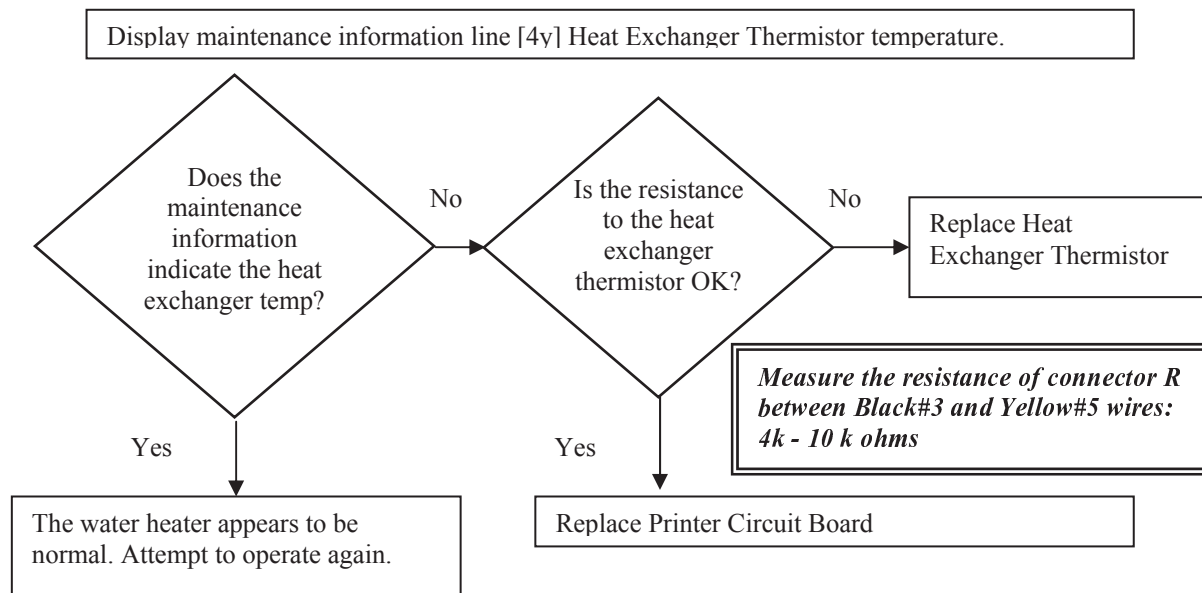 Display maintenance information line [4y] Heat Exchanger Thermistor temperature.
Does the
maintenance
information
indicate the heat
exchanger temp?
No
Is the resistance
to the heat
exchanger
thermistor OK?
No
Replace Heat
Exchanger Thermistor
Measure the resistance of connector R
between Black#3 and Yellow#5 wires:
4k - 10 k ohms
Yes
Yes
The water heater appears to be
normal. Attempt to operate again.
Replace Printer Circuit Board